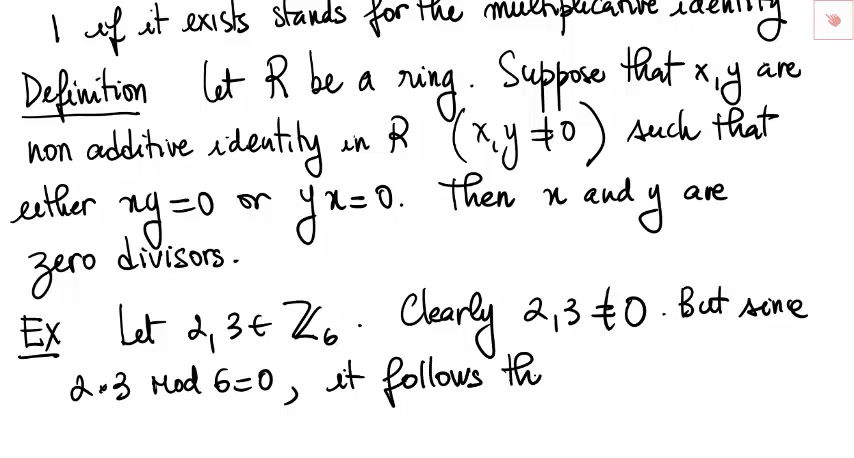 1 if it exists stands for the multiplicative identity
Definition Let R be a ring. Suppose that x, y are
non additive identity in R (x, y ≠ 0) such that
either xy = 0 or yx = 0. Then x and y are
zero divisors.
Ex Let 2, 3 ∈ ℤ₆. Clearly 2, 3 ≠ 0. But since
2·3 mod 6 = 0, it follows th